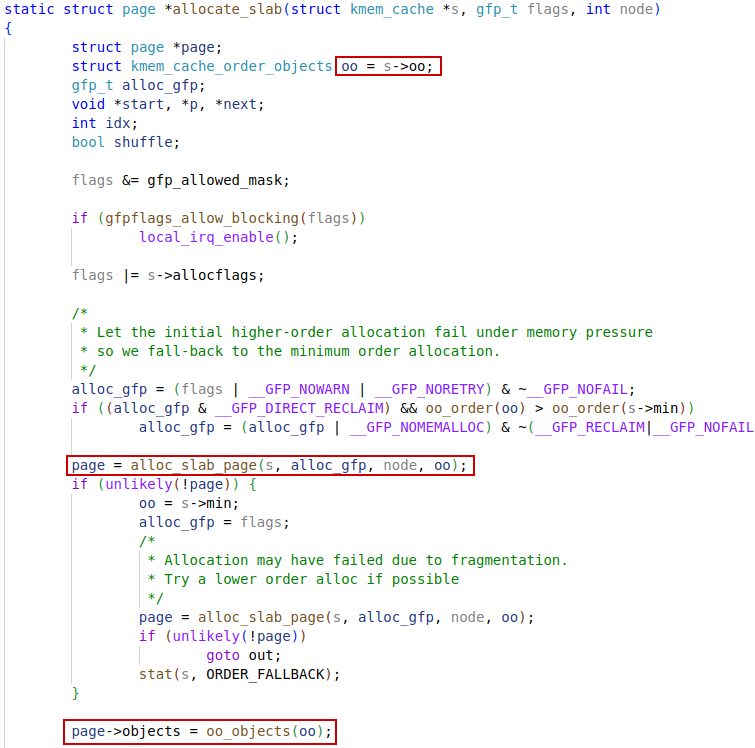 static struct page *allocate_slab(struct kmem_cache *s, gfp_t flags, int node)
{
        struct page *page;
        struct kmem_cache_order_objects oo = s->oo;
        gfp_t alloc_gfp;
        void *start, *p, *next;
        int idx;
        bool shuffle;

        flags &= gfp_allowed_mask;

        if (gfpflags_allow_blocking(flags))
                local_irq_enable();

        flags |= s->allocflags;

        /*
         * Let the initial higher-order allocation fail under memory pressure
         * so we fall-back to the minimum order allocation.
         */
        alloc_gfp = (flags | __GFP_NOWARN | __GFP_NORETRY) & ~__GFP_NOFAIL;
        if ((alloc_gfp & __GFP_DIRECT_RECLAIM) && oo_order(oo) > oo_order(s->min))
                alloc_gfp = (alloc_gfp | __GFP_NOMEMALLOC) & ~(__GFP_RECLAIM|__GFP_NOFAIL

        page = alloc_slab_page(s, alloc_gfp, node, oo);
        if (unlikely(!page)) {
                oo = s->min;
                alloc_gfp = flags;
                /*
                 * Allocation may have failed due to fragmentation.
                 * Try a lower order alloc if possible
                 */
                page = alloc_slab_page(s, alloc_gfp, node, oo);
                if (unlikely(!page))
                        goto out;
                stat(s, ORDER_FALLBACK);
        }

        page->objects = oo_objects(oo);